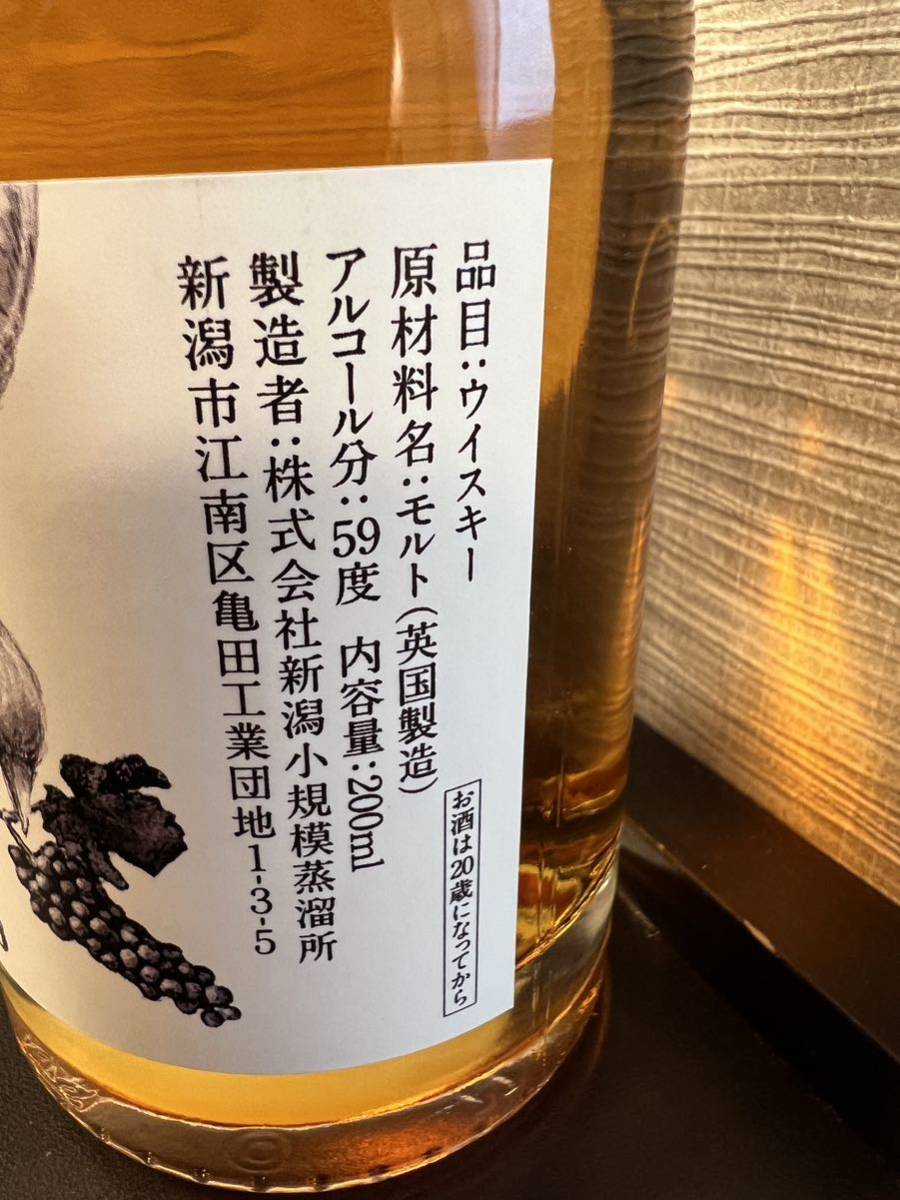 品目：ウイスキー
原材料名：モルト（英国製造）
アルコール分：59度　内容量：200ml
製造者：株式会社新潟小規模蒸溜所
新潟市江南区亀田工業団地1-3-5
お酒は20歳になってから